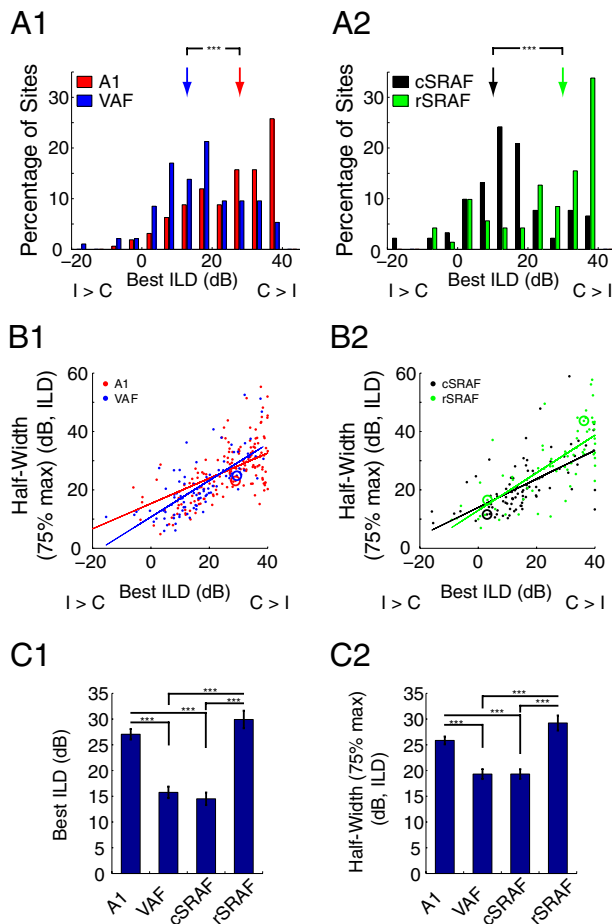 A1
A2
***
***
A1
VAF
cSRAF
rSRAF
Percentage of Sites
Percentage of Sites
30
20
10
0
30
20
10
0
−20
0
20
40
−20
0
20
40
Best ILD (dB)
Best ILD (dB)
I > C
C > I
I > C
C > I
B1
B2
A1
VAF
cSRAF
rSRAF
Half-Width
(75% max) (dB, ILD)
Half-Width
(75% max) (dB, ILD)
60
40
20
0
60
40
20
0
−20
0
20
40
−20
0
20
40
Best ILD (dB)
Best ILD (dB)
I > C
C > I
I > C
C > I
C1
C2
***
***
***
***
***
***
***
***
Best ILD (dB)
Half-Width (75% max)
(dB, ILD)
35
30
25
20
15
10
5
0
35
30
25
20
15
10
5
0
A1
VAF
cSRAF
rSRAF
A1
VAF
cSRAF
rSRAF